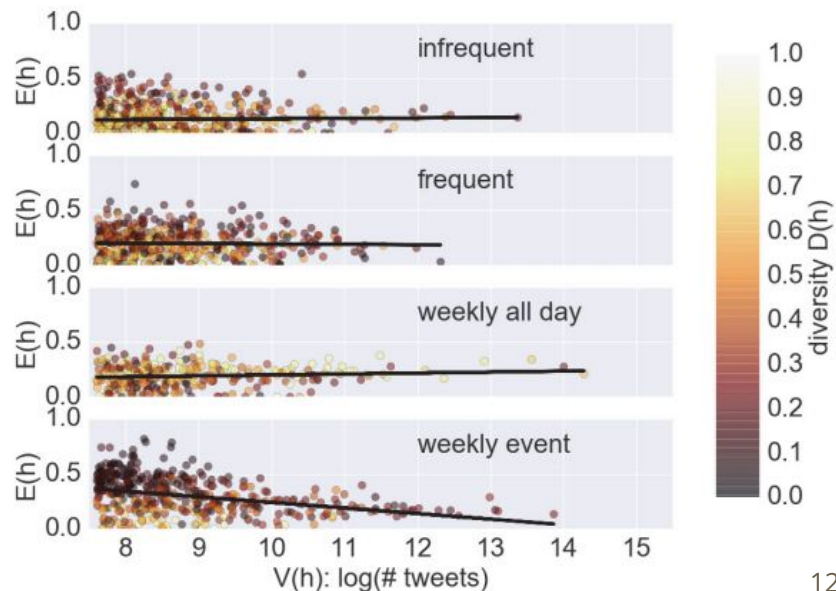 1.0
E(h)
0.5
0.0
infrequent
1.0
E(h)
0.5
0.0
frequent
1.0
E(h)
0.5
0.0
weekly all day
1.0
E(h)
0.5
0.0
weekly event
8 9 10 11 12 13 14 15
V(h): log(# tweets)
1.0
0.9
0.8
0.7
0.6
0.5
0.4
0.3
0.2
0.1
0.0
diversity D(h)
12